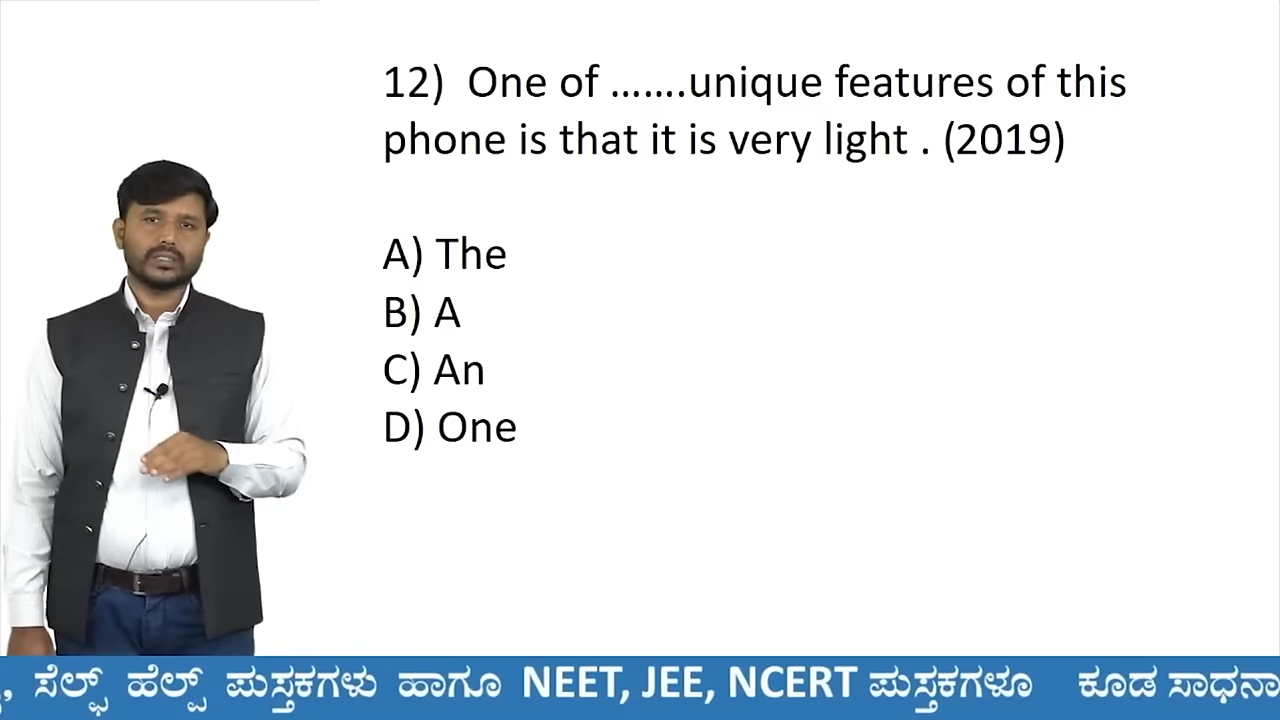 12)  One of …….unique features of this
phone is that it is very light . (2019)
A) The
B) A
C) An
D) One
, ಸೆಲ್ಫ್ ಹೆಲ್ಪ್ ಪುಸ್ತಕಗಳು ಹಾಗೂ NEET, JEE, NCERT ಪುಸ್ತಕಗಳೂ ಕೂಡ ಸಾಧನಾ